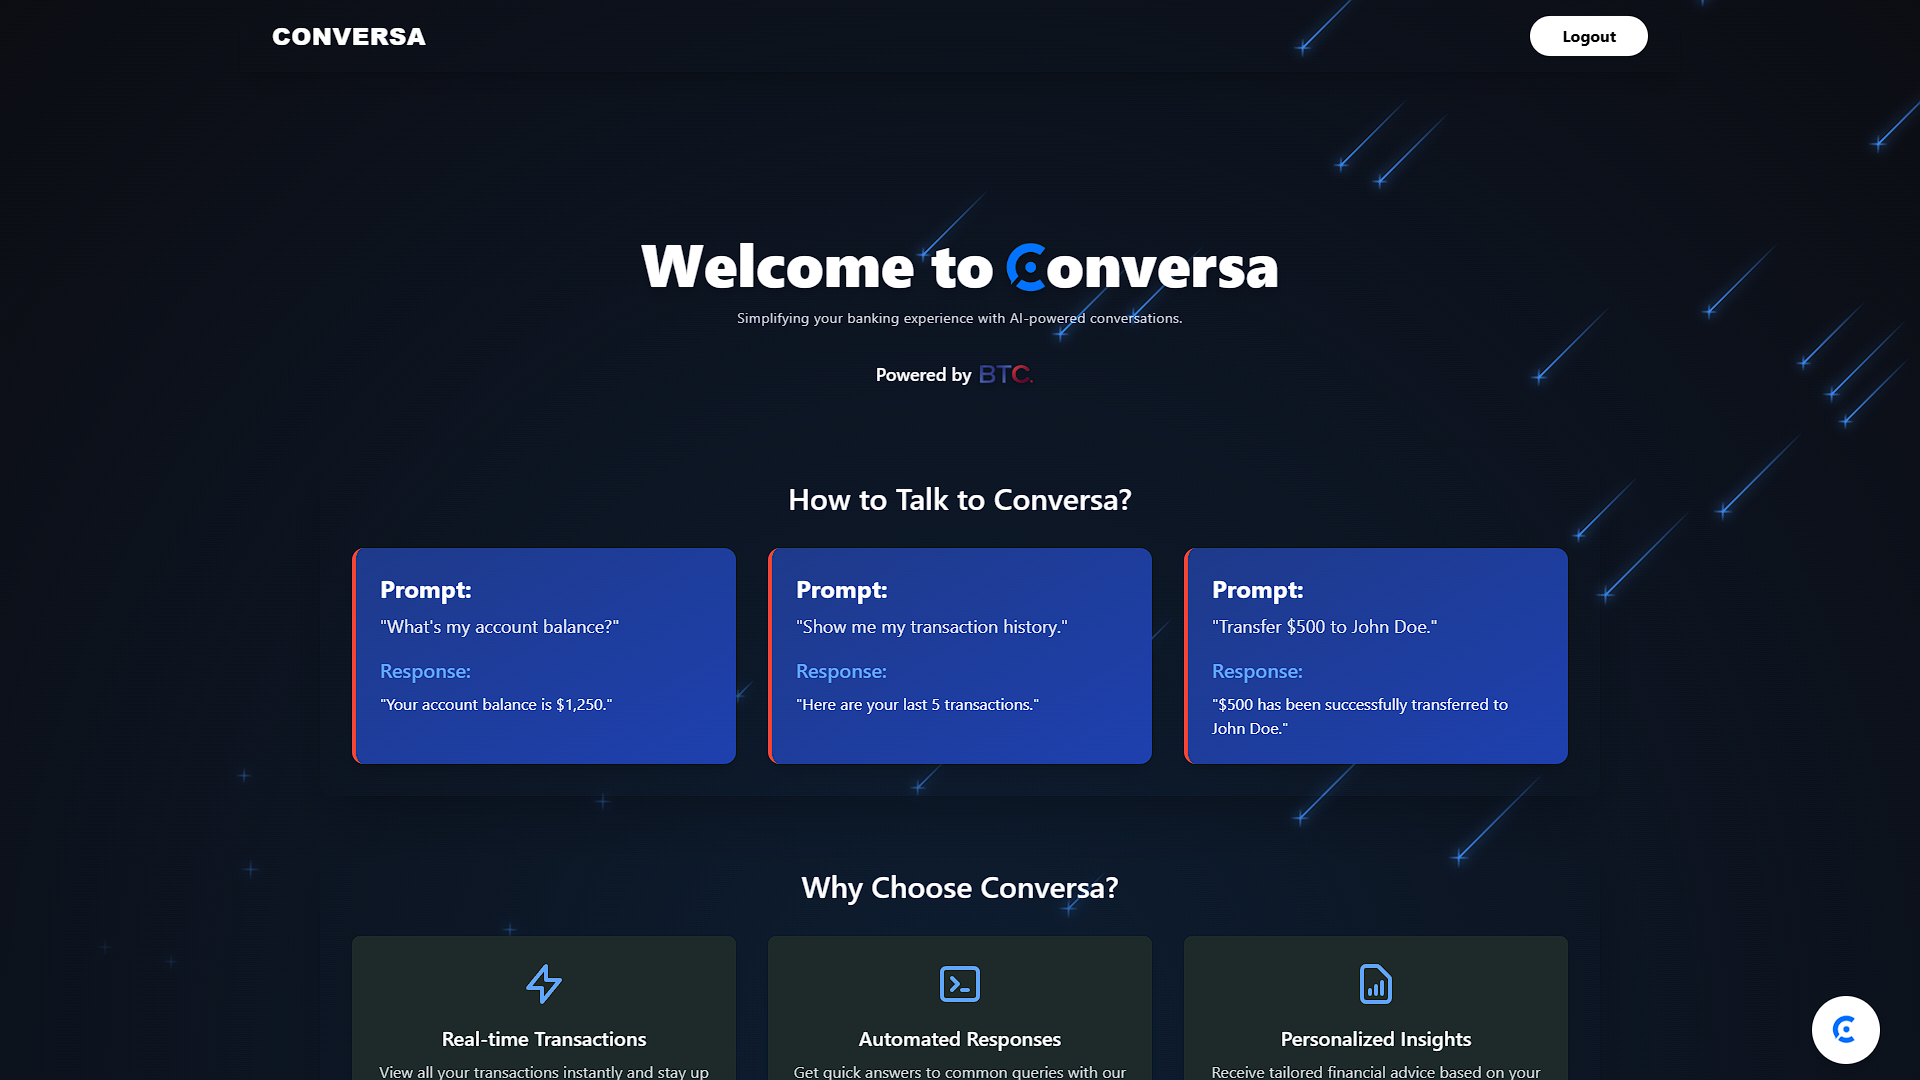 CONVERSA
Logout
Welcome to Conversa
Simplifying your banking experience with AI-powered conversations.
Powered by BTC.
How to Talk to Conversa?
Prompt:
"What's my account balance?"
Response:
"Your account balance is $1,250."
Prompt:
"Show me my transaction history."
Response:
"Here are your last 5 transactions."
Prompt:
"Transfer $500 to John Doe."
Response:
"$500 has been successfully transferred to
John Doe."
Why Choose Conversa?
Real-time Transactions
View all your transactions instantly and stay up
Automated Responses
Get quick answers to common queries with our
Personalized Insights
Receive tailored financial advice based on your